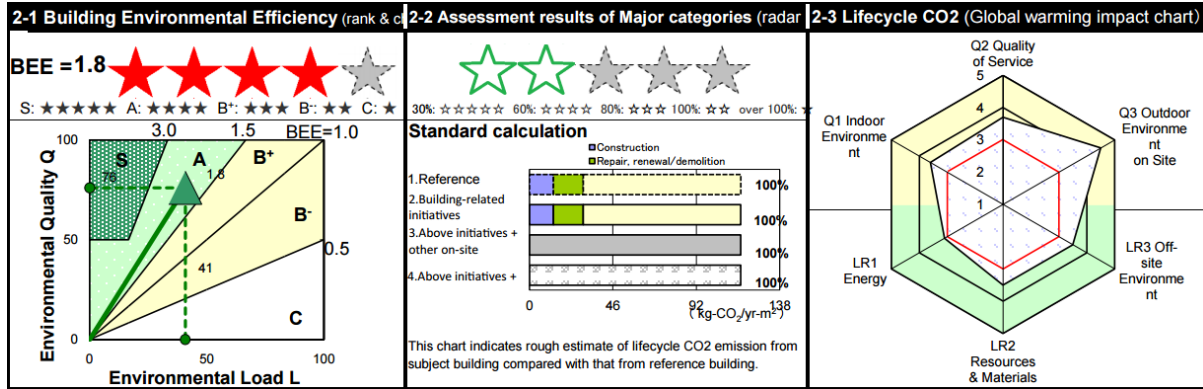 2-1 Building Environmental Efficiency (rank & c
BEE =1.8
S: ★★★★★ A: ★★★★ B⁺: ★★★ B⁻: ★★ C: ★
3.0 1.5 BEE=1.0
100
S A B⁺
76 1.8
B⁻
50
0.5
41
C
0
0 50 100
Environmental Quality Q
Environmental Load L
2-2 Assessment results of Major categories (radar
30%: ☆☆☆☆☆ 60%: ☆☆☆☆ 80%: ☆☆☆ 100%: ☆☆ over 100%: ★
Standard calculation
Construction
Repair, renewal/demolition
1.Reference 100%
2.Building-related
initiatives 100%
3.Above initiatives +
other on-site 100%
4.Above initiatives + 100%
0 46 92 138
( kg-CO₂/yr-m²)
This chart indicates rough estimate of lifecycle CO2 emission from
subject building compared with that from reference building.
2-3 Lifecycle CO2 (Global warming impact chart)
Q2 Quality
of Service
5
4
3
2
1
Q1 Indoor
Environme
nt
Q3 Outdoor
Environme nt
on Site
LR1
Energy
LR3 Off-
site
Environme
nt
LR2
Resources
& Materials